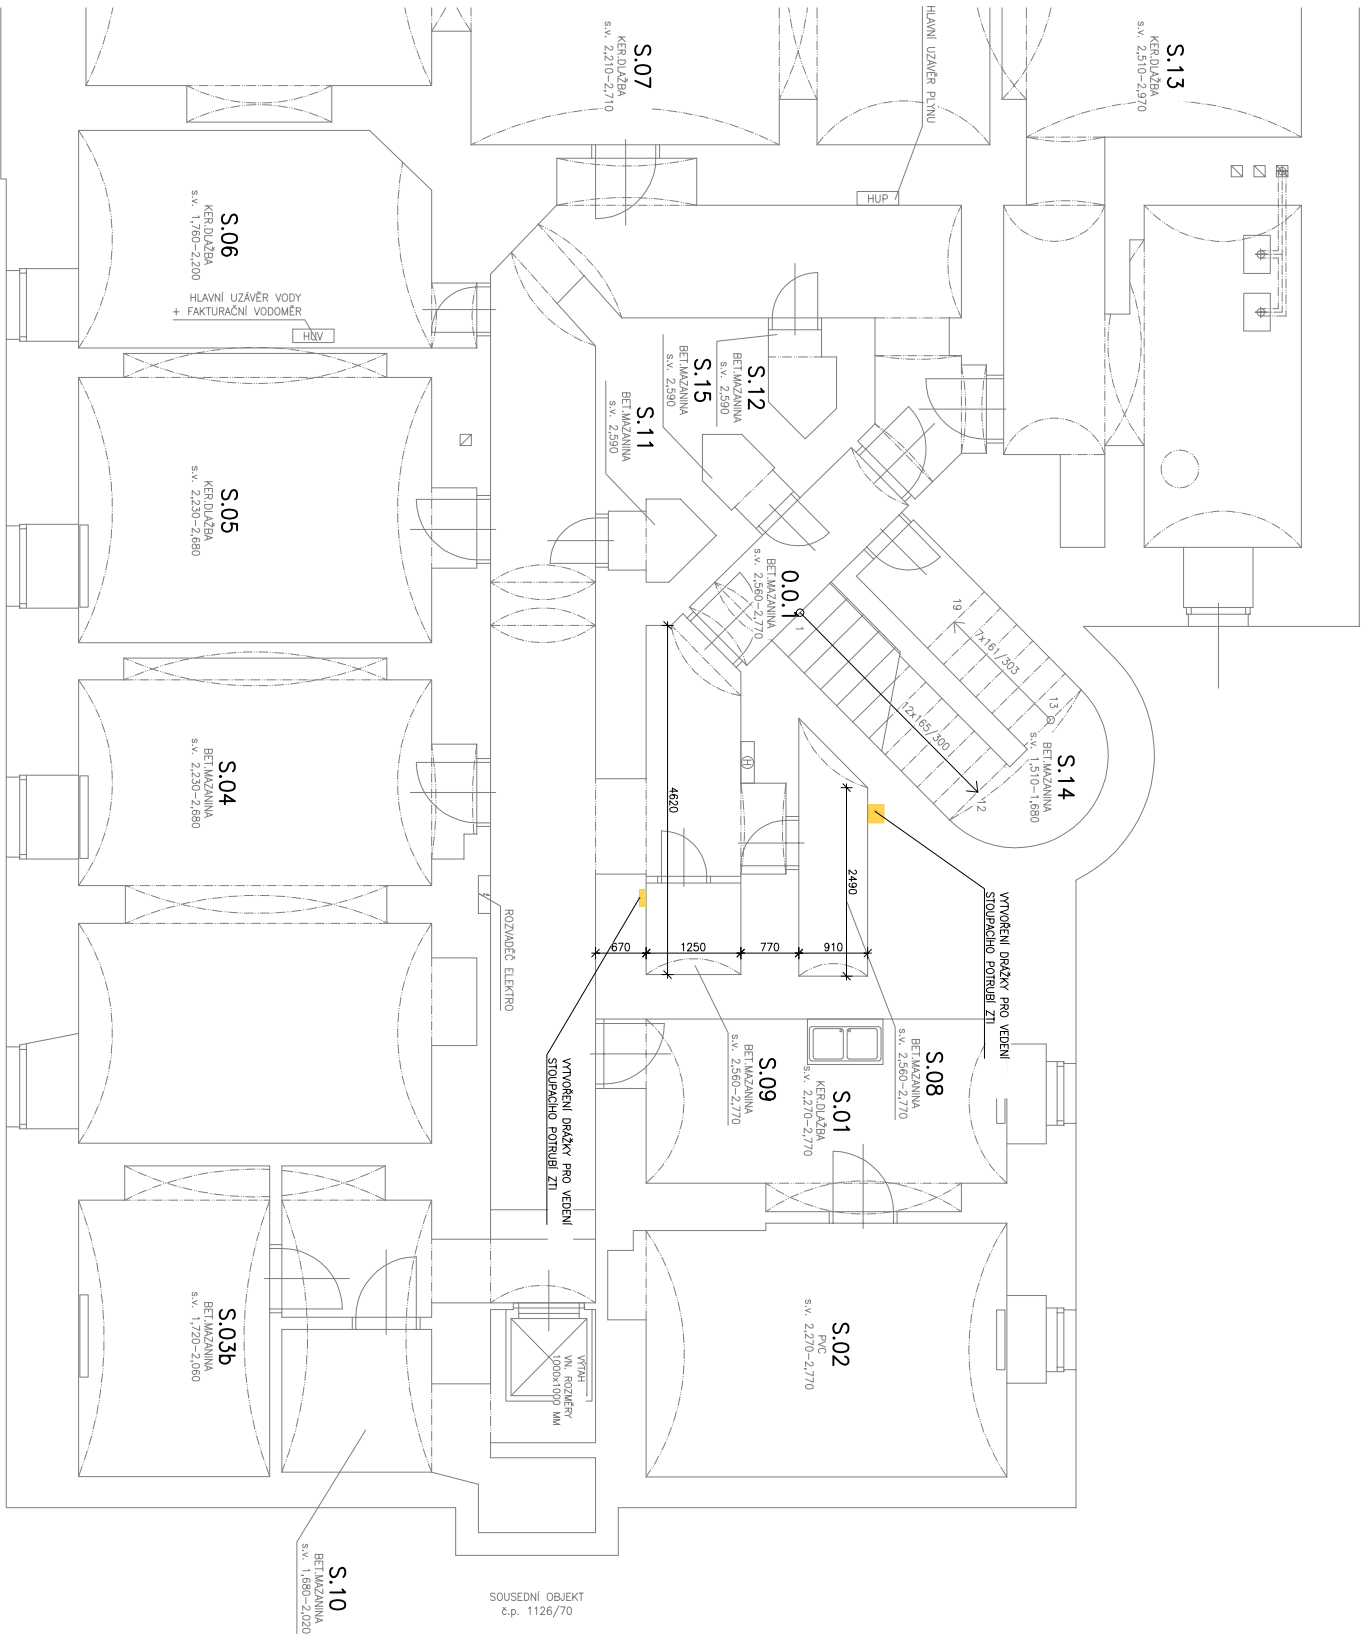 S.07
KER.DLAŽBA
s.v. 2,210-2,710
HLAVNÍ UZÁVĚR PLYNU
S.13
KER.DLAŽBA
s.v. 2,510-2,970
HUP
S.06
KER.DLAŽBA
s.v. 1,760-2,200
HLAVNÍ UZÁVĚR VODY
+ FAKTURAČNÍ VODOMĚR
HUV
S.12
BET.MAZANINA
s.v. 2,590
S.15
BET.MAZANINA
s.v. 2,590
S.11
BET.MAZANINA
s.v. 2,590
S.05
KER.DLAŽBA
s.v. 2,230-2,680
0.0.1
BET.MAZANINA
s.v. 2,560-2,770
1
19
7x161/303
13
12x165/300
12
S.14
BET.MAZANINA
s.v. 1,510-1,680
S.04
BET.MAZANINA
s.v. 2,230-2,680
H
4620
2490
670
1250
770
910
ROZVADĚČ ELEKTRO
VYTVOŘENÍ DRÁŽKY PRO VEDENÍ
STOUPACÍHO POTRUBÍ ZTI
VYTVOŘENÍ DRÁŽKY PRO VEDENÍ
STOUPACÍHO POTRUBÍ ZTI
S.08
BET.MAZANINA
s.v. 2,560-2,770
S.09
BET.MAZANINA
s.v. 2,560-2,770
S.01
KER.DLAŽBA
s.v. 2,270-2,770
S.02
PVC
s.v. 2,270-2,770
S.03b
BET.MAZANINA
s.v. 1,720-2,060
VÝTAH
VN. ROZMĚRY
1000x1000 MM
S.10
BET.MAZANINA
s.v. 1,680-2,020
SOUSEDNÍ OBJEKT
č.p. 1126/70